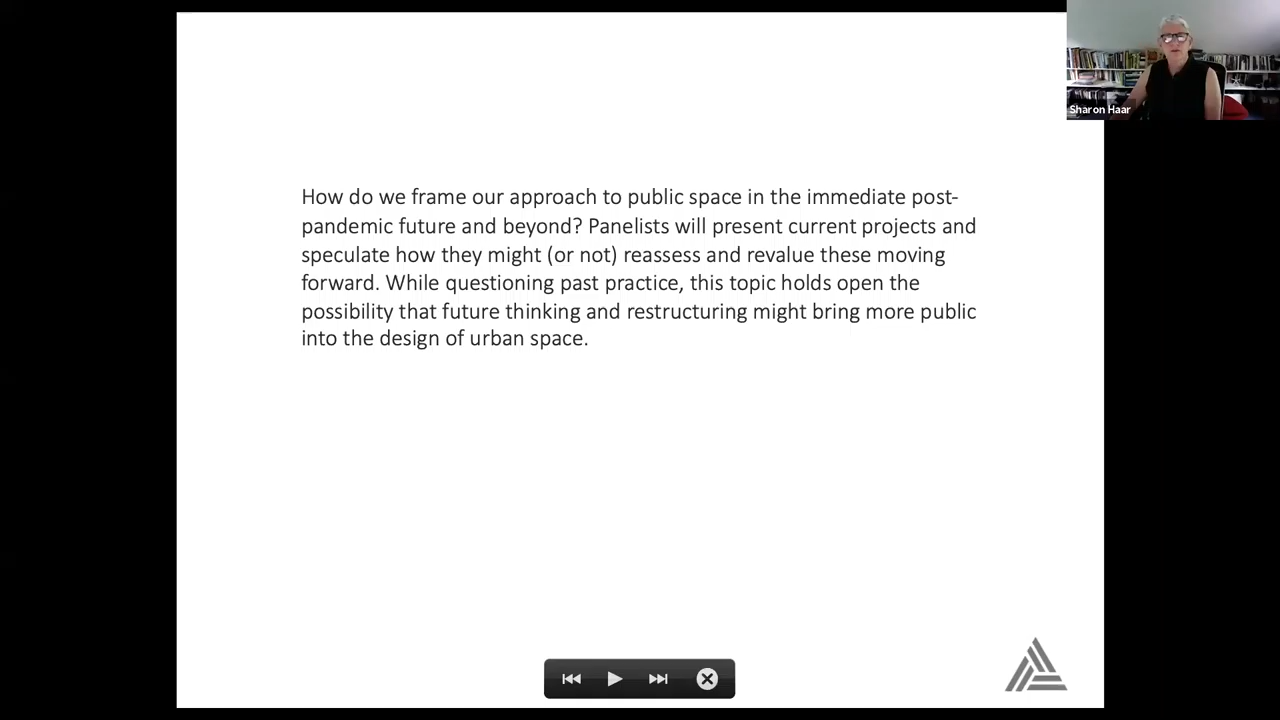 Sharon Haar
How do we frame our approach to public space in the immediate post-
pandemic future and beyond? Panelists will present current projects and
speculate how they might (or not) reassess and revalue these moving
forward. While questioning past practice, this topic holds open the
possibility that future thinking and restructuring might bring more public
into the design of urban space.